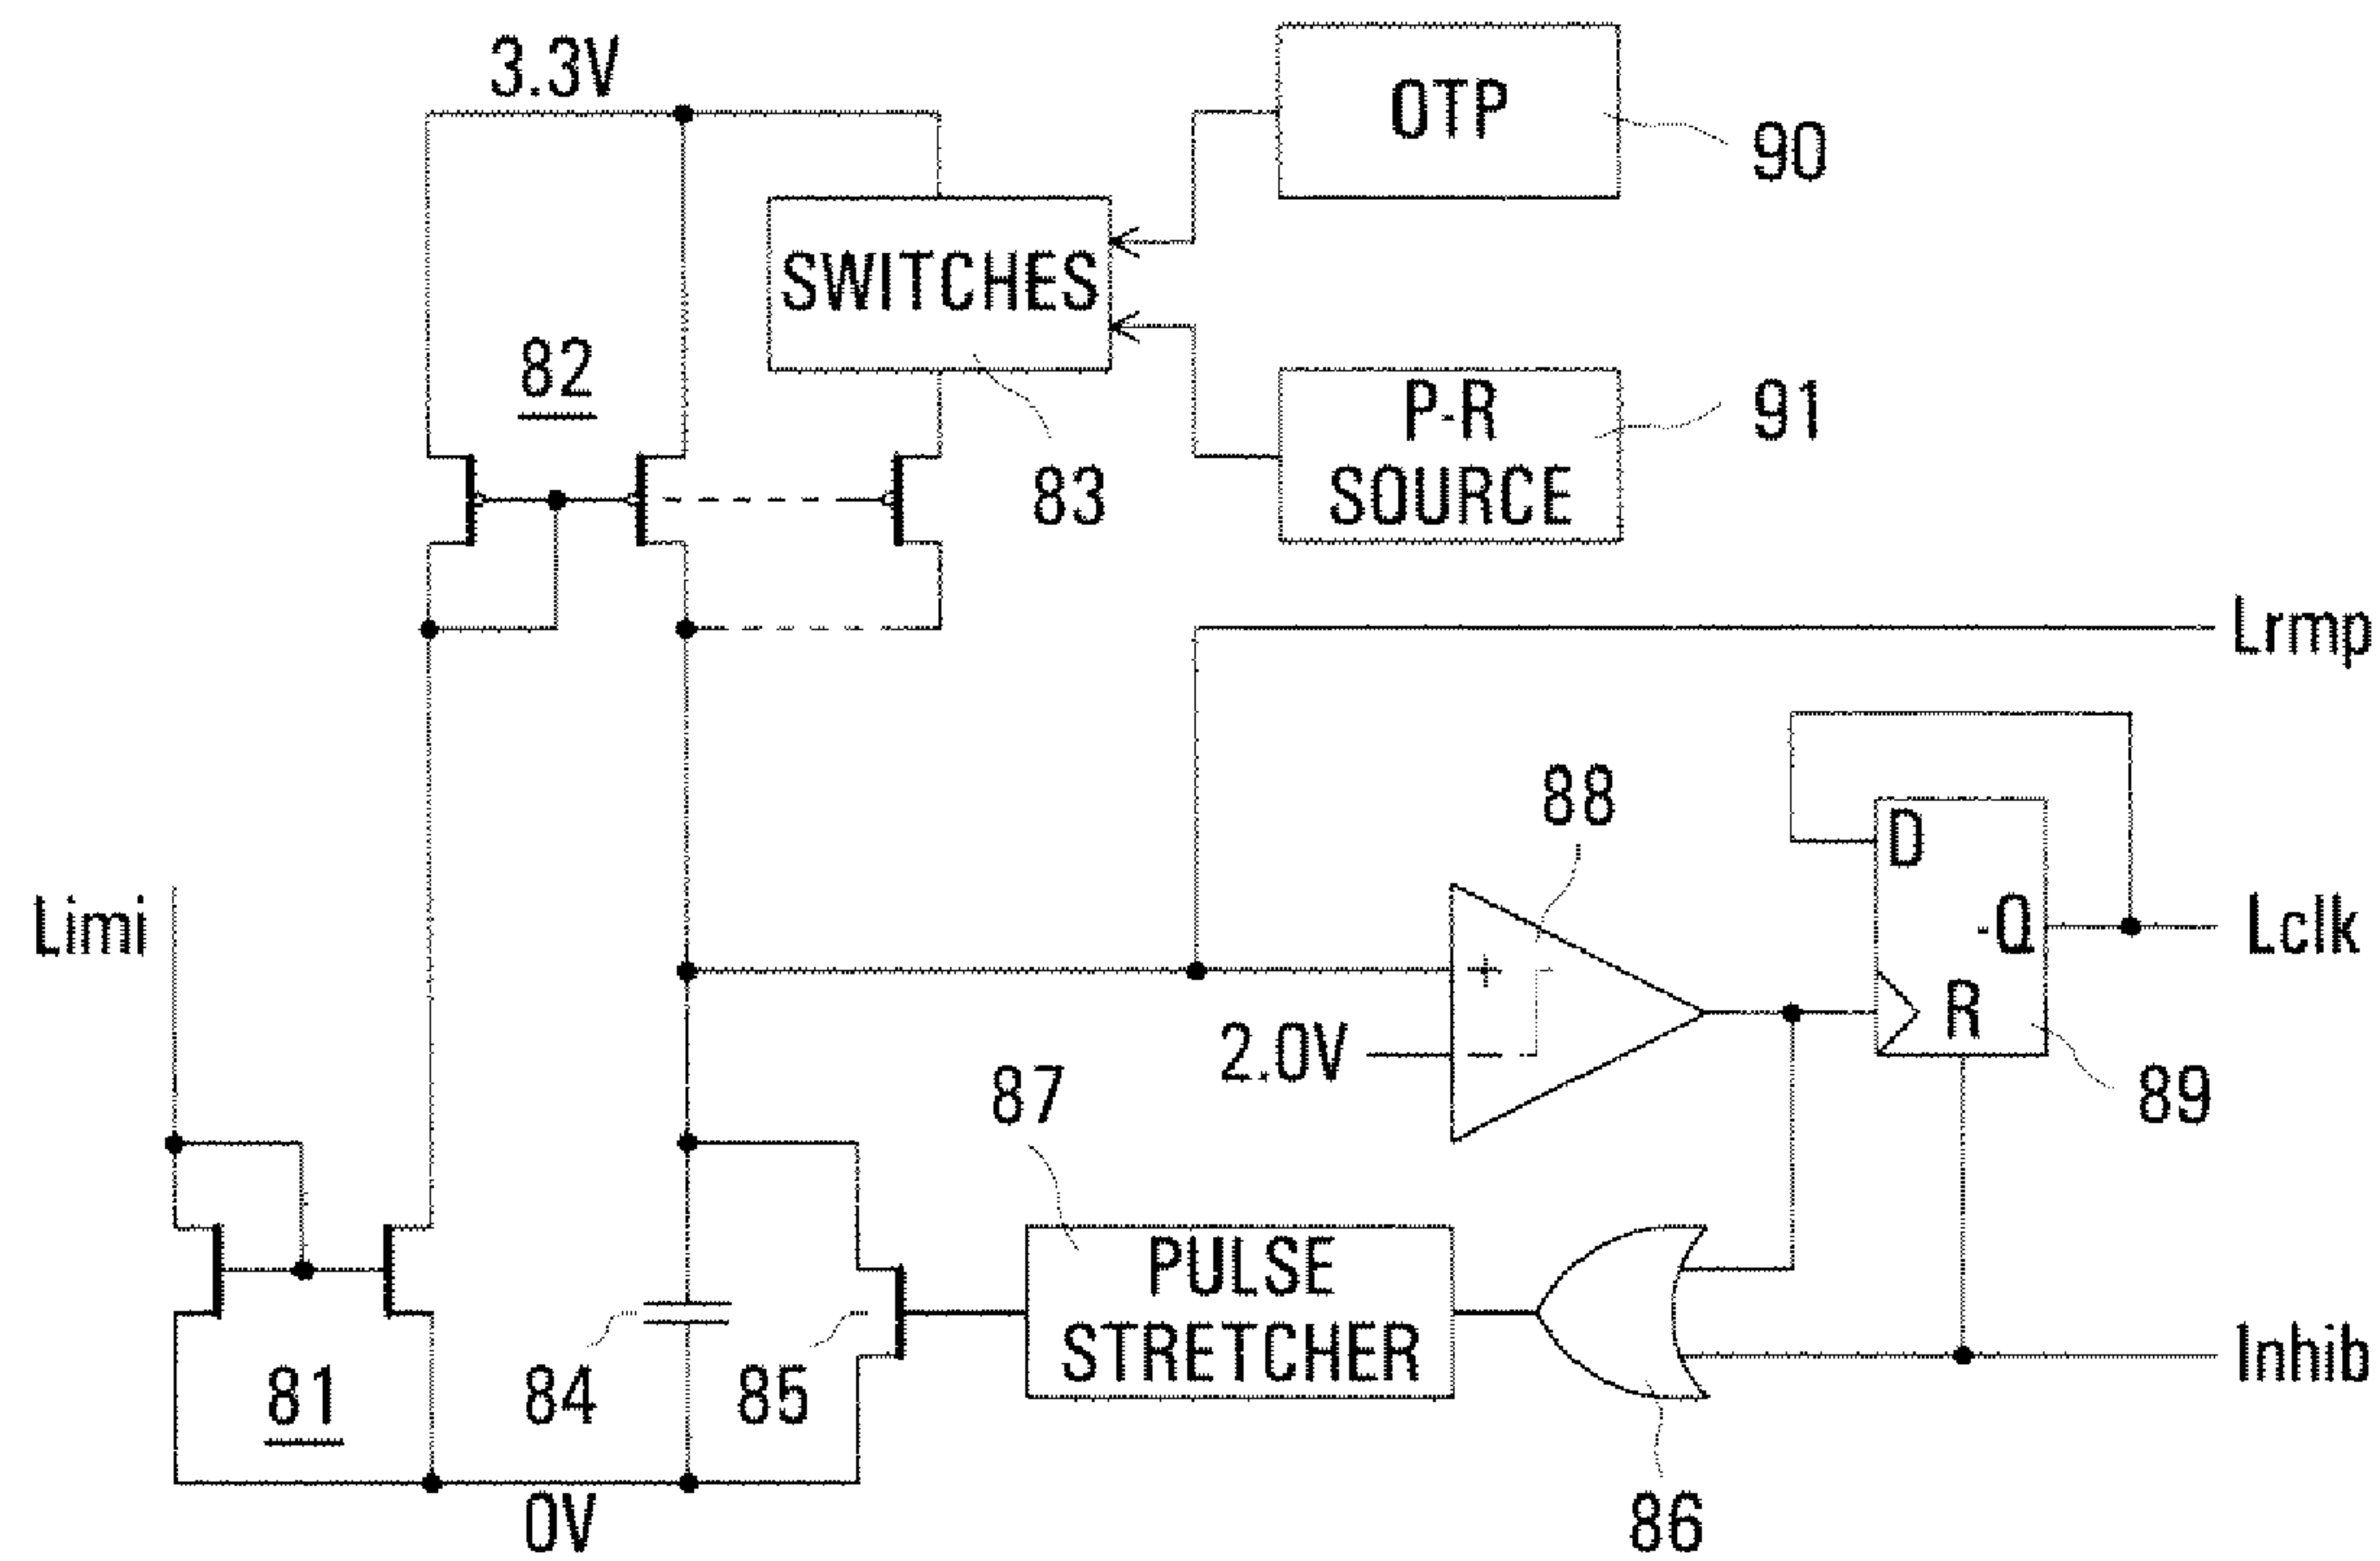 3.3V
OTP
90
SWITCHES
82
P-R
SOURCE
91
83
Lrmp
88
D
-Q
R
Limi
Lclk
+
2.0V
-
87
89
PULSE
STRETCHER
Inhib
81
84
85
0V
86